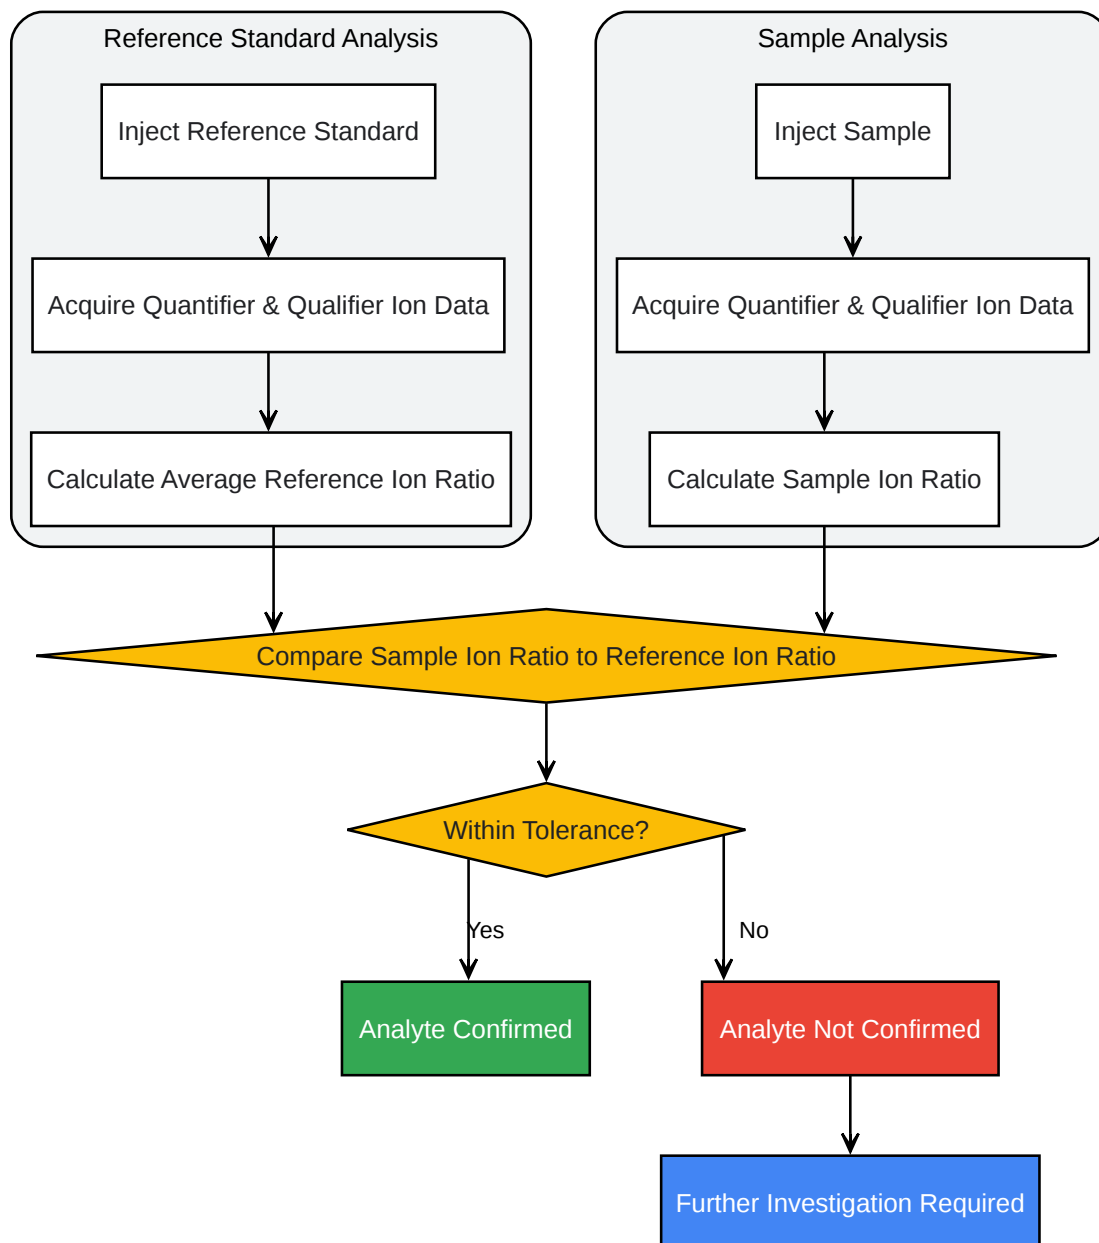 Reference Standard Analysis
Inject Reference Standard
Acquire Quantifier & Qualifier Ion Data
Calculate Average Reference Ion Ratio
Sample Analysis
Inject Sample
Acquire Quantifier & Qualifier Ion Data
Calculate Sample Ion Ratio
Compare Sample Ion Ratio to Reference Ion Ratio
Within Tolerance?
Yes
No
Analyte Confirmed
Analyte Not Confirmed
Further Investigation Required